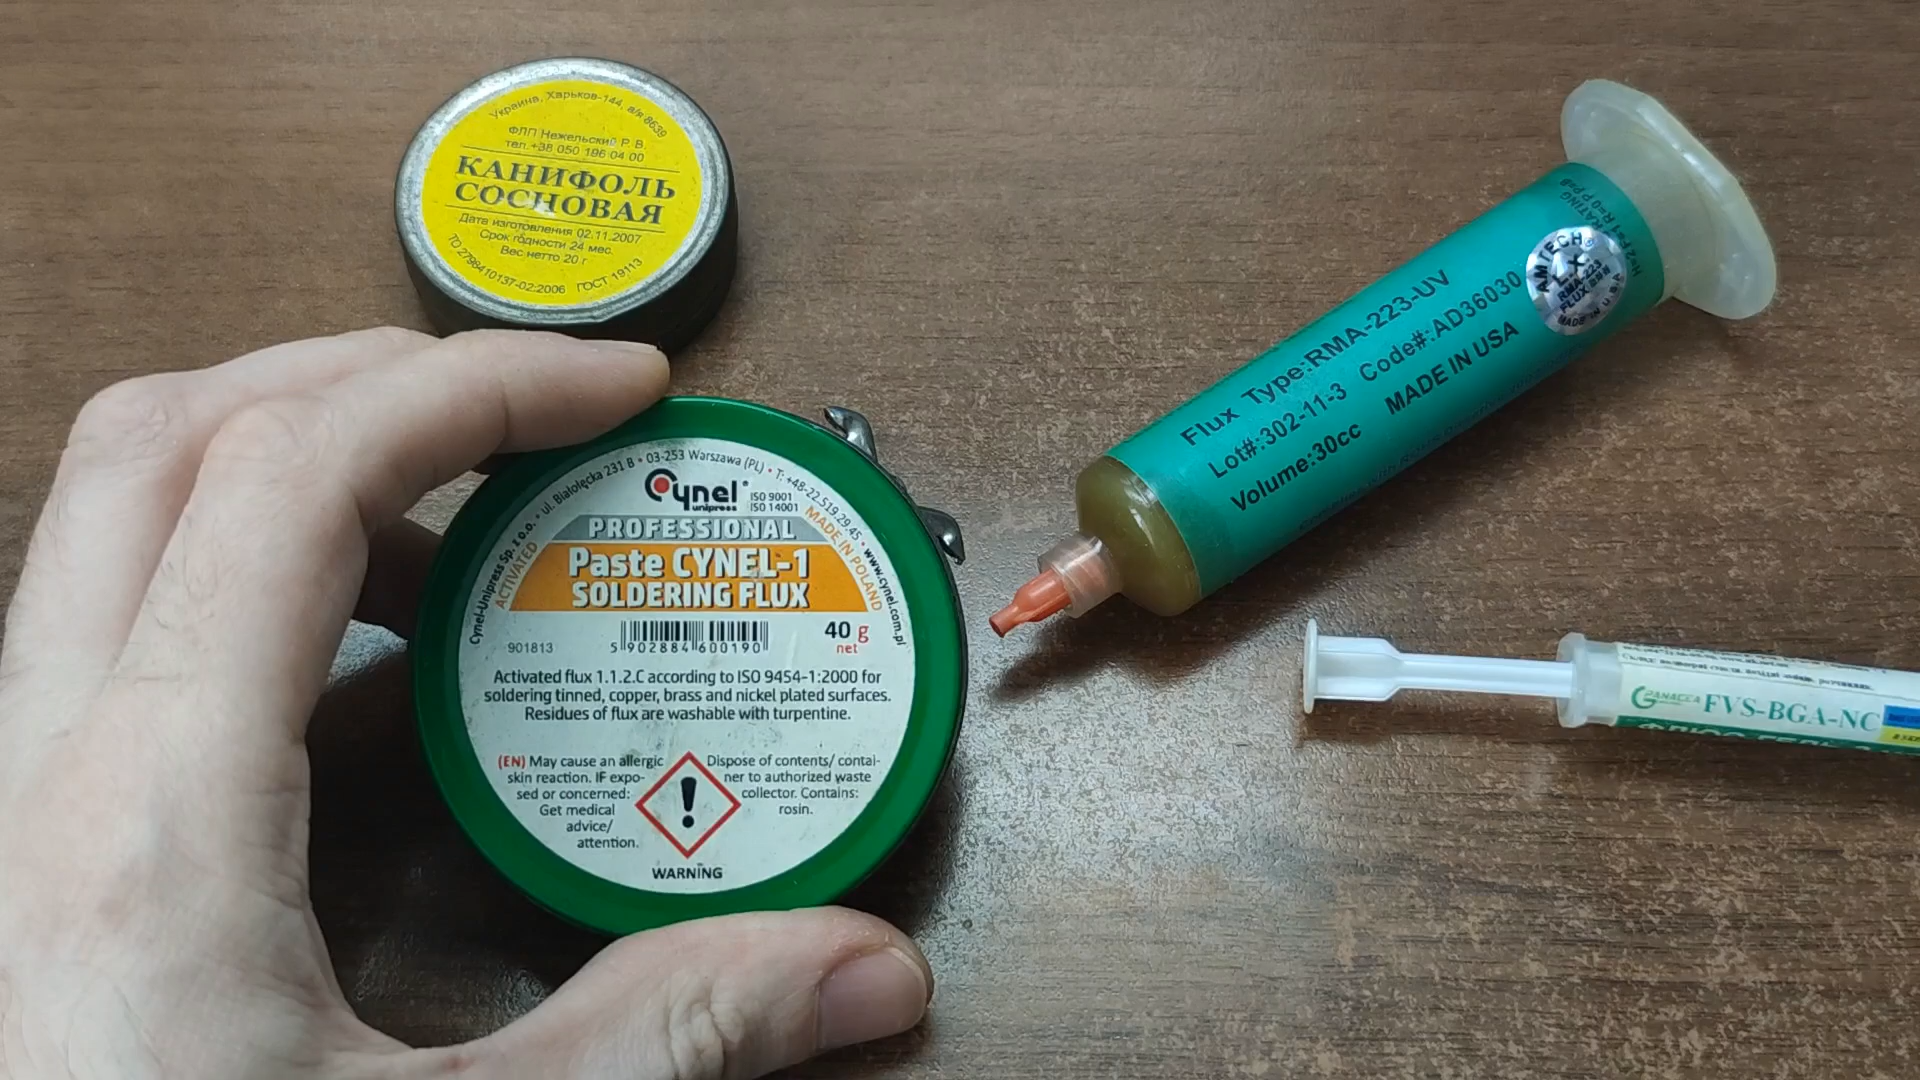 Украина, Харьков-144, а/я 8639
ФЛП Нежельский Р.В.
тел.+38 050 196 04 00
КАНИФОЛЬ
СОСНОВАЯ
Дата изготовления 02.11.2007
Срок годности 24 мес.
Вес нетто 20 г
ТО 2798410137-02:2006 ГОСТ 19113
Cynel-Unipress Sp. z o.o. • ul. Białołęcka 231 B • 03-253 Warszawa (PL) • T: +48-22.519.29.45 • www.cynel.com.pl
Cynel®
unipress
ISO 9001
ISO 14001
ACTIVATED
MADE IN POLAND
PROFESSIONAL
Paste CYNEL-1
SOLDERING FLUX
901813
5 902884 600190
40 g
net
Activated flux 1.1.2.C according to ISO 9454-1:2000 for
soldering tinned, copper, brass and nickel plated surfaces.
Residues of flux are washable with turpentine.
(EN) May cause an allergic
skin reaction. IF expo-
sed or concerned:
Get medical
advice/
attention.
Dispose of contents/ contai-
ner to authorized waste
collector. Contains:
rosin.
WARNING
Flux Type:RMA-223-UV
Lot#:302-11-3 Code#:AD36030
Volume:30cc MADE IN USA
AMTECH®
LX
RMA-223
FLUX
MADE IN U.S.A
RATING
PANACEA FVS-BGA-NC